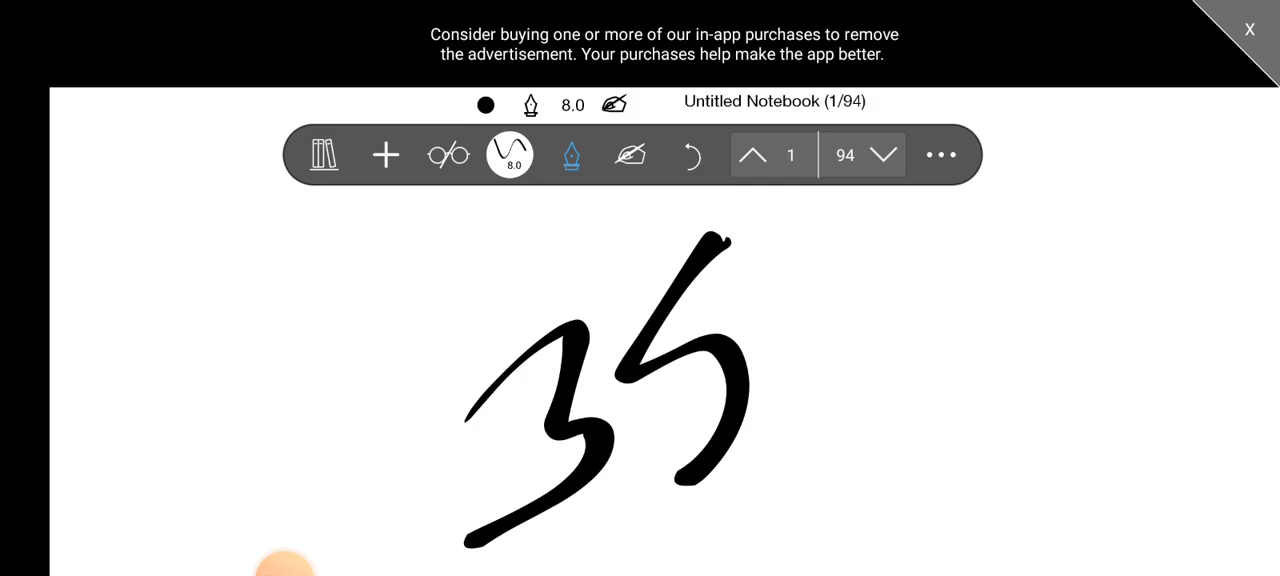 Consider buying one or more of our in-app purchases to remove
the advertisement. Your purchases help make the app better.
X
8.0
Untitled Notebook (1/94)
8.0
1
94
35